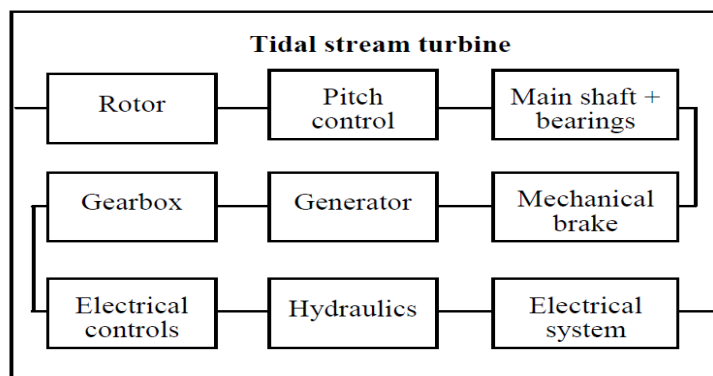 Tidal stream turbine
Rotor
Pitch
control
Main shaft +
bearings
Gearbox
Generator
Mechanical
brake
Electrical
controls
Hydraulics
Electrical
system